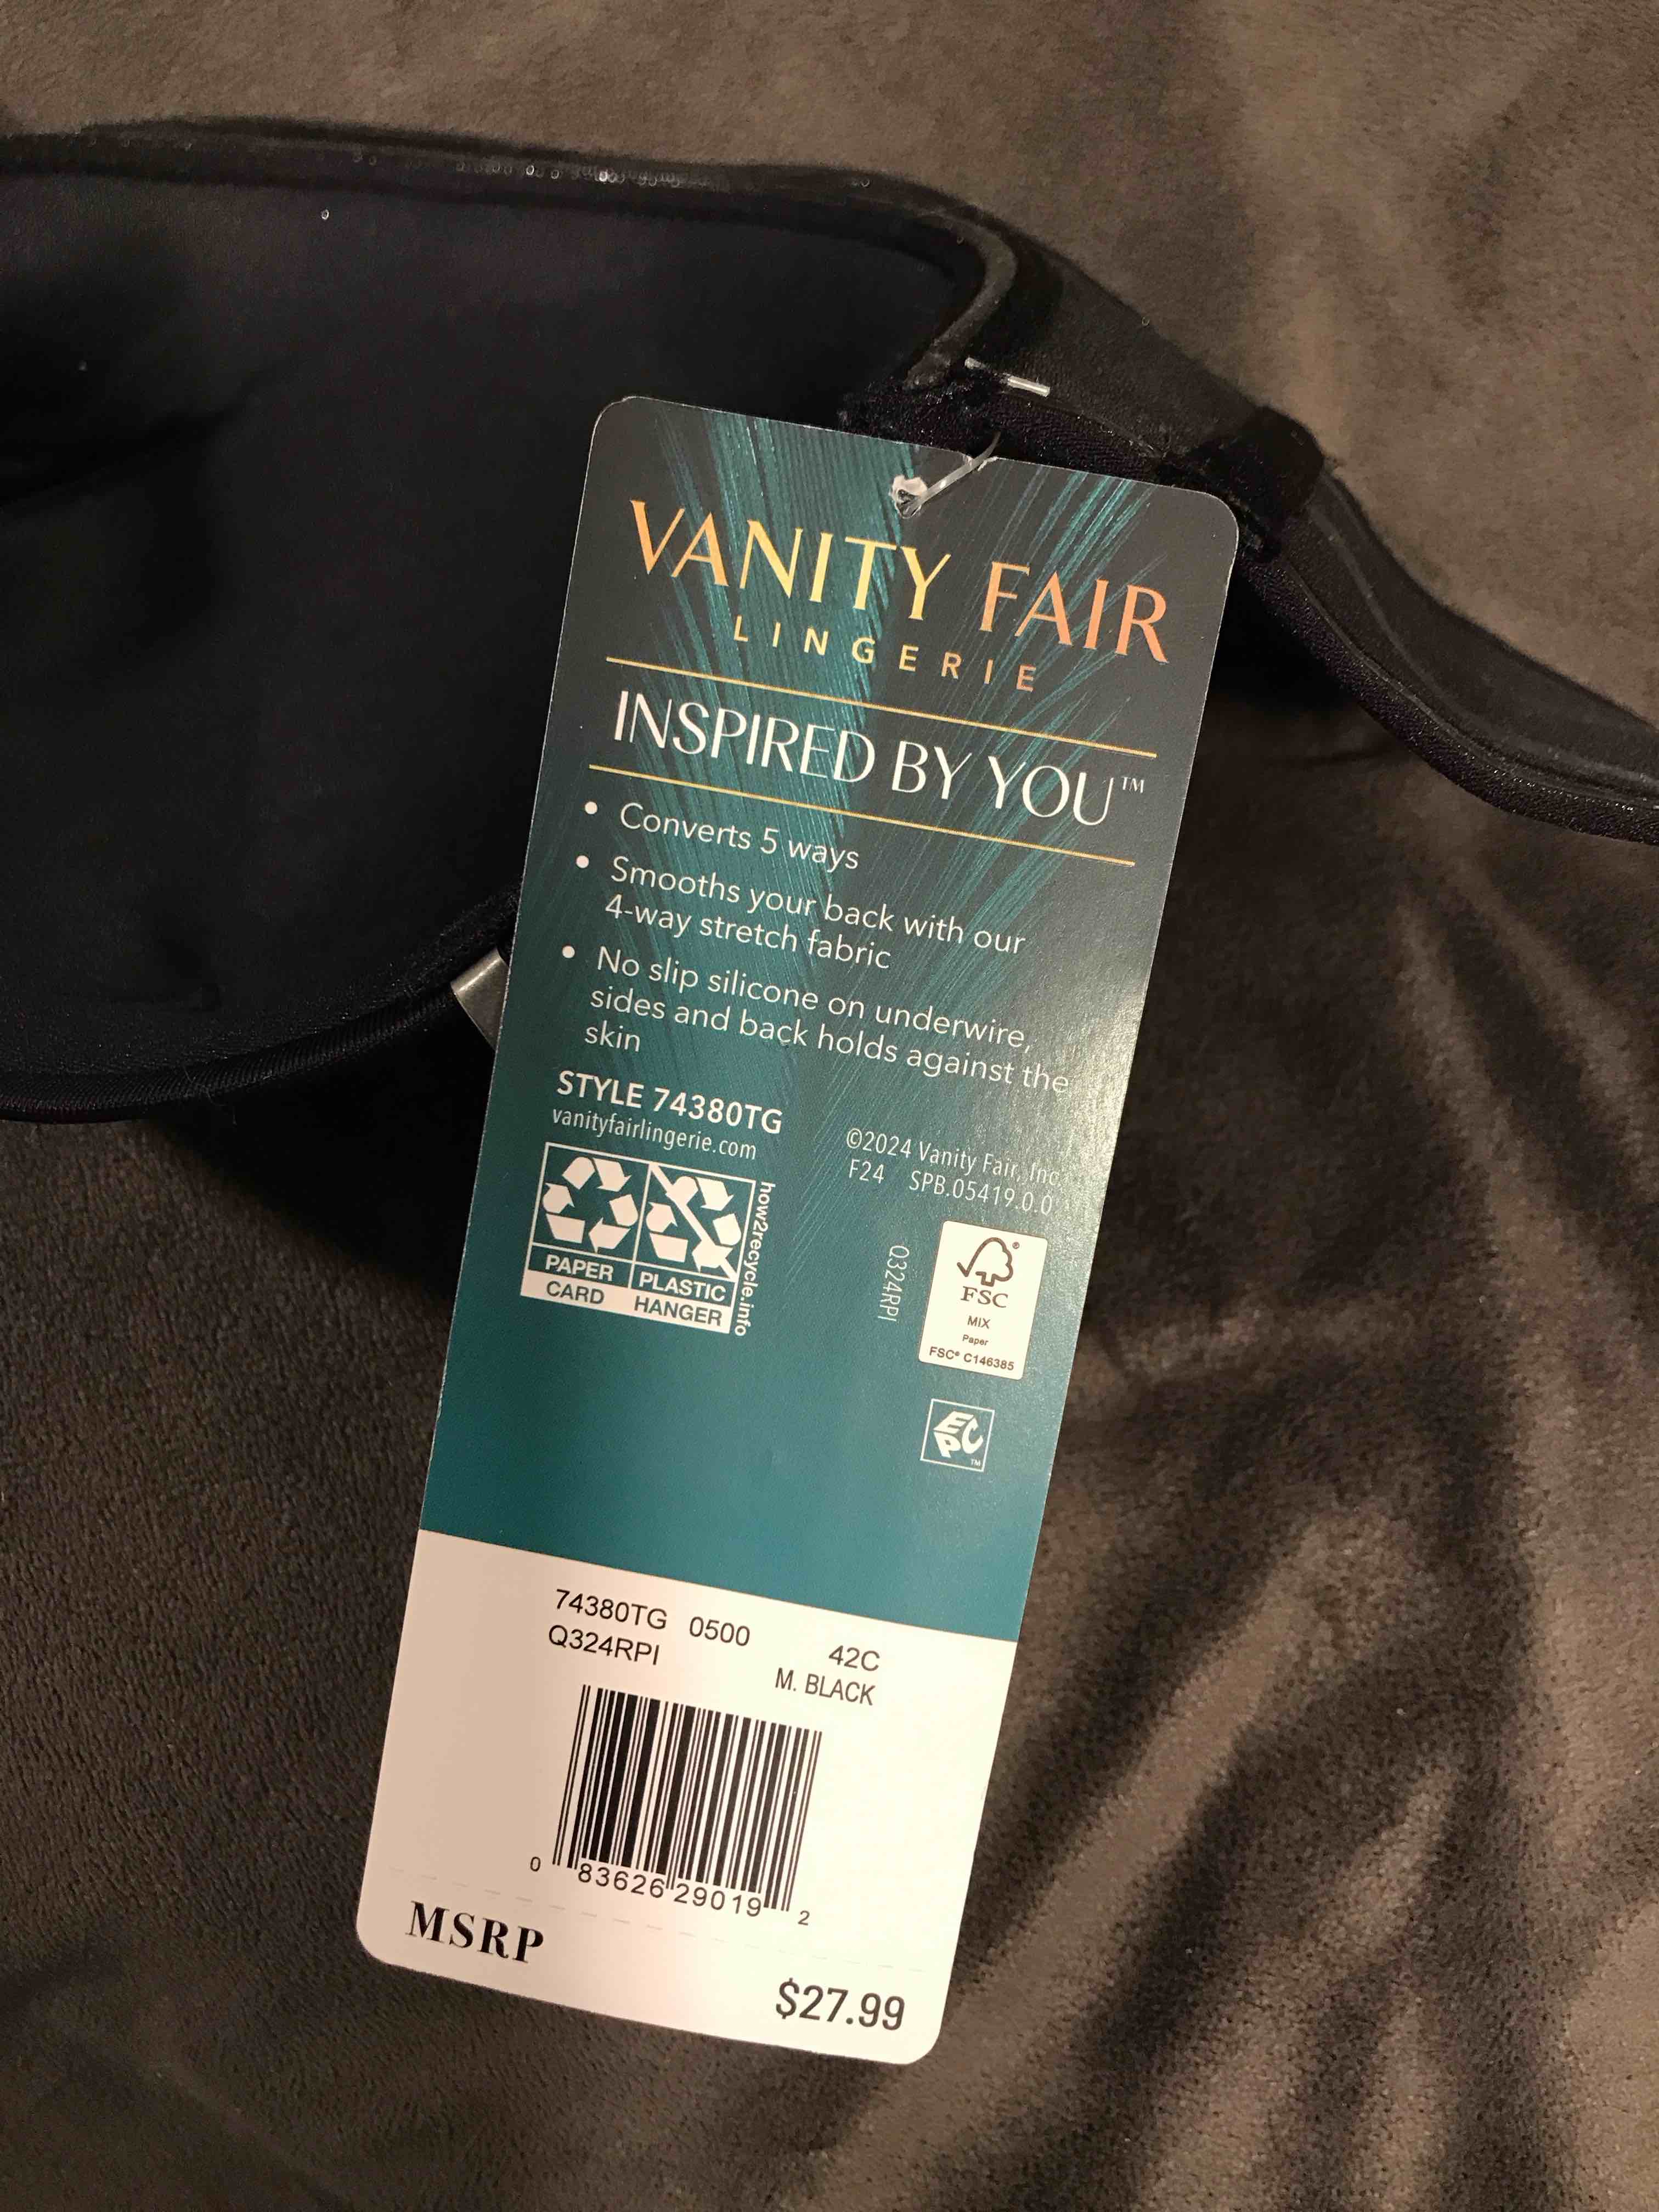 VANITY FAIR
LINGERIE
INSPIRED BY YOU™
• Converts 5 ways
• Smooths your back with our
4-way stretch fabric
• No slip silicone on underwire,
sides and back holds against the
skin
STYLE 74380TG
vanityfairlingerie.com
©2024 Vanity Fair, Inc.
F24 SPB.05419.0.0
PAPER
CARD
PLASTIC
HANGER
how2recycle.info
Q324RPI
®
FSC
MIX
Paper
FSC® C146385
EPC™
74380TG 0500 42C
Q324RPI M. BLACK
0 83626 29019 2
MSRP
$27.99